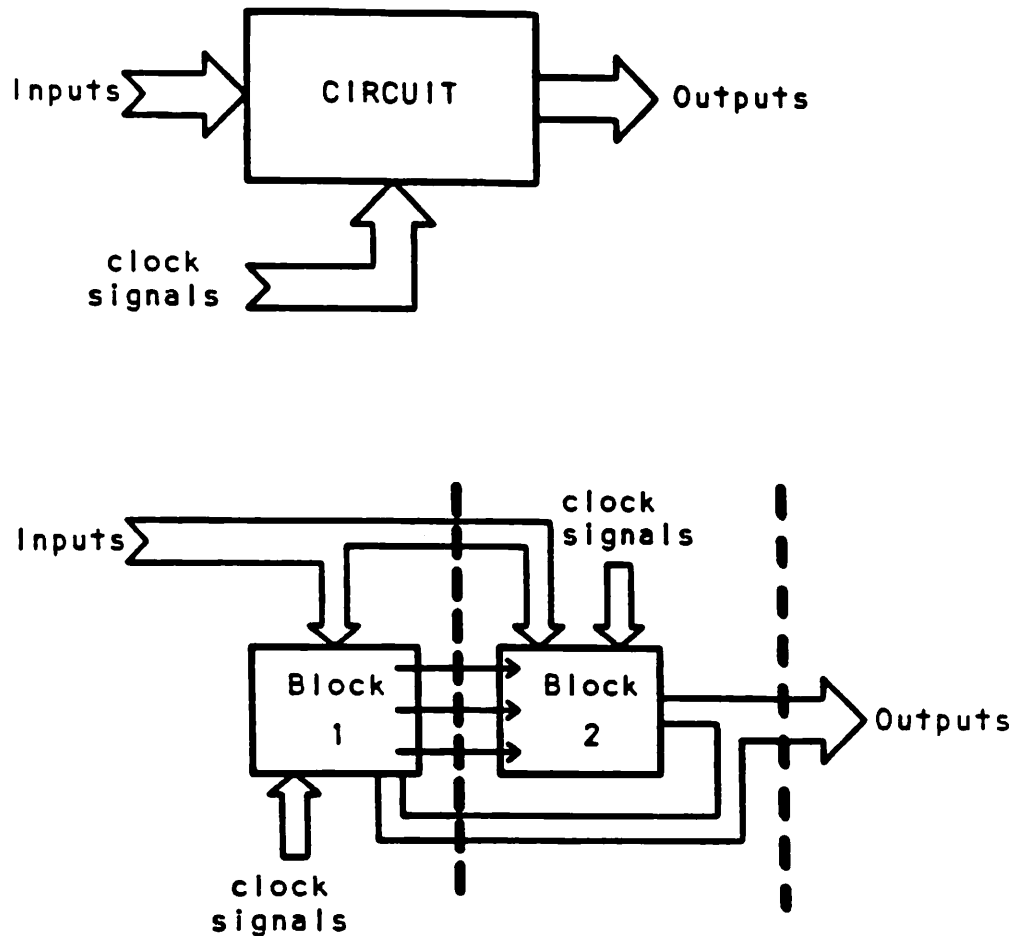 Inputs
CIRCUIT
Outputs
clock
signals
clock
signals
Inputs
Block
1
Block
2
Outputs
clock
signals